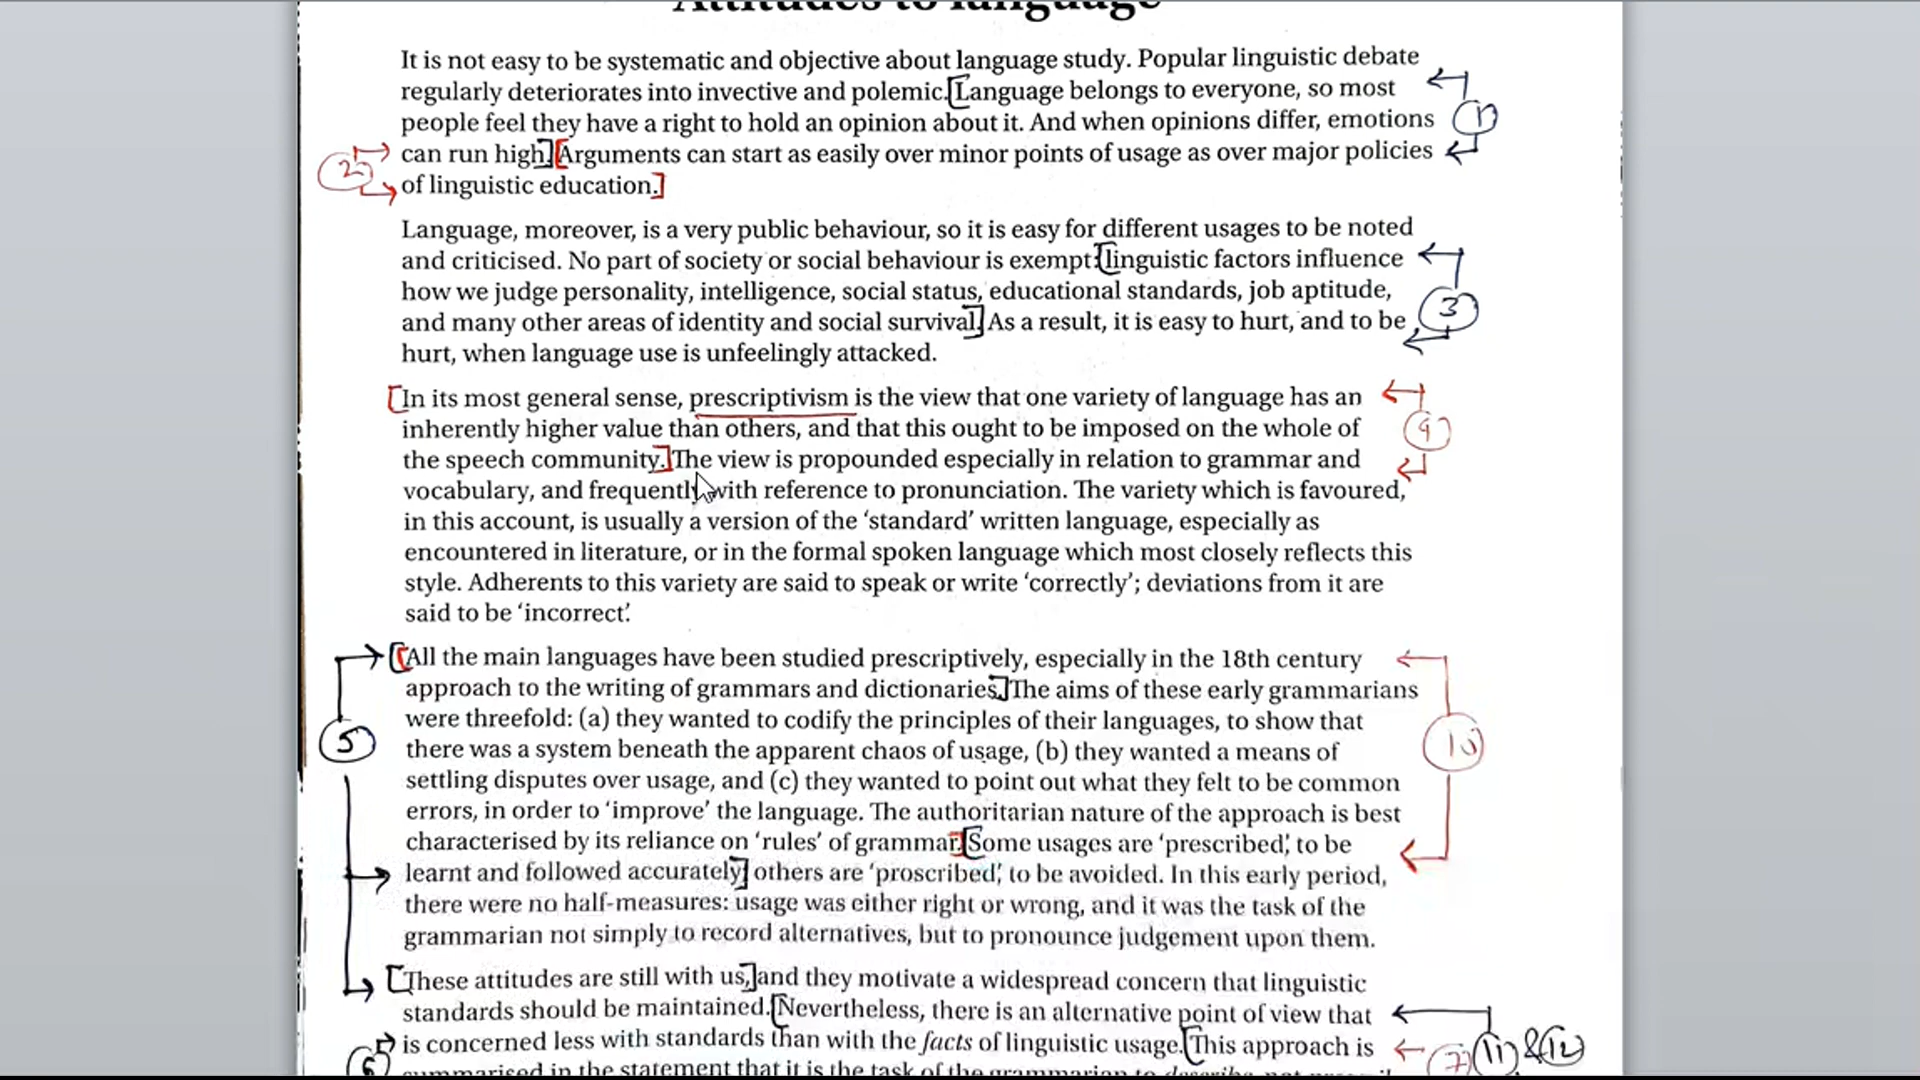 Attitudes to language
It is not easy to be systematic and objective about language study. Popular linguistic debate
regularly deteriorates into invective and polemic. Language belongs to everyone, so most
people feel they have a right to hold an opinion about it. And when opinions differ, emotions
1
can run high. Arguments can start as easily over minor points of usage as over major policies
2
of linguistic education.
Language, moreover, is a very public behaviour, so it is easy for different usages to be noted
and criticised. No part of society or social behaviour is exempt: linguistic factors influence
how we judge personality, intelligence, social status, educational standards, job aptitude,
3
and many other areas of identity and social survival. As a result, it is easy to hurt, and to be
hurt, when language use is unfeelingly attacked.
In its most general sense, prescriptivism is the view that one variety of language has an
inherently higher value than others, and that this ought to be imposed on the whole of
the speech community. The view is propounded especially in relation to grammar and
vocabulary, and frequently with reference to pronunciation. The variety which is favoured,
in this account, is usually a version of the 'standard' written language, especially as
encountered in literature, or in the formal spoken language which most closely reflects this
style. Adherents to this variety are said to speak or write 'correctly'; deviations from it are
said to be 'incorrect'.
All the main languages have been studied prescriptively, especially in the 18th century
approach to the writing of grammars and dictionaries. The aims of these early grammarians
were threefold: (a) they wanted to codify the principles of their languages, to show that
5
there was a system beneath the apparent chaos of usage, (b) they wanted a means of
10
settling disputes over usage, and (c) they wanted to point out what they felt to be common
errors, in order to 'improve' the language. The authoritarian nature of the approach is best
characterised by its reliance on 'rules' of grammar. Some usages are 'prescribed', to be
learnt and followed accurately; others are 'proscribed', to be avoided. In this early period,
there were no half-measures: usage was either right or wrong, and it was the task of the
grammarian not simply to record alternatives, but to pronounce judgement upon them.
These attitudes are still with us, and they motivate a widespread concern that linguistic
standards should be maintained. Nevertheless, there is an alternative point of view that
is concerned less with standards than with the facts of linguistic usage. This approach is
6
7 11 & 12
summarised in the statement that it is the task of the grammarian to describe, not